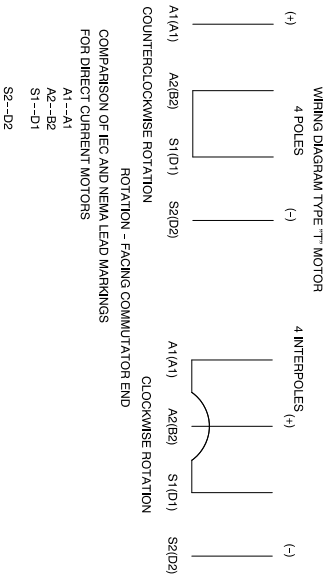 WIRING DIAGRAM TYPE "T" MOTOR
4 POLES 4 INTERPOLES
(+) (-) (+) (-)
A1(A1) A2(B2) S1(D1) S2(D2) A1(A1) A2(B2) S1(D1) S2(D2)
COUNTERCLOCKWISE ROTATION CLOCKWISE ROTATION
ROTATION – FACING COMMUTATOR END
COMPARISON OF IEC AND NEMA LEAD MARKINGS
FOR DIRECT CURRENT MOTORS
A1--A1
A2--B2
S1--D1
S2--D2